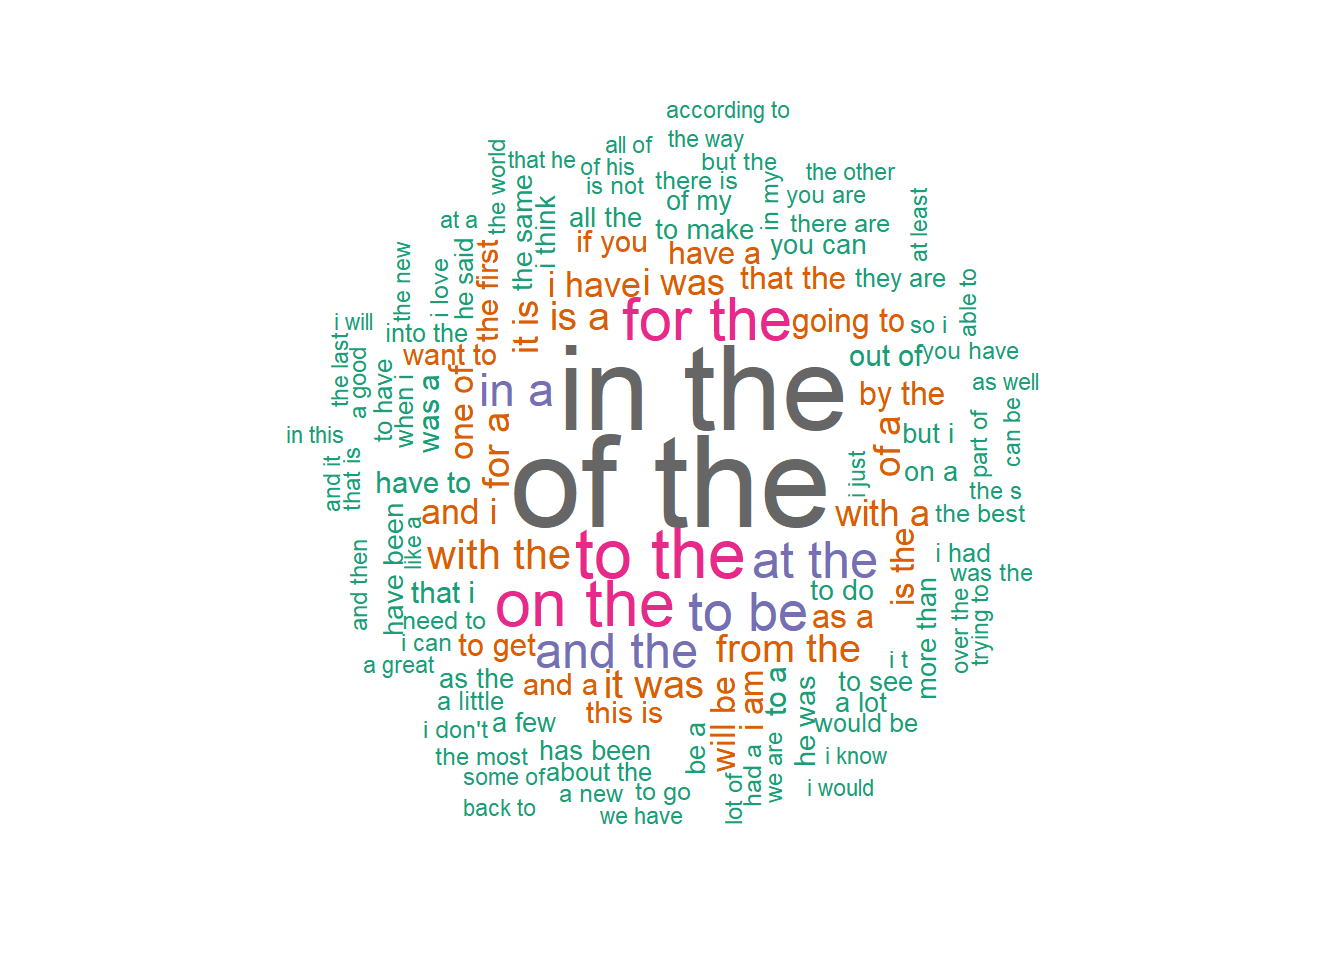 according to
the way
all of
the world
that he
of his
but the
the other
is not
there is
in my
you are
the same
i think
of my
at least
at a
all the
to make
there are
if you
have a
you can
the new
i love
he said
the first
i have
i was
that the
they are
able to
i will
into the
it is
is a
for the
going to
so i
the last
a good
want to
in the
out of
you have
to have
when i
was a
one of
in a
by the
as well
in this
for a
of a
but i
part of
can be
and it
that is
have to
of the
i just
on a
the s
and i
with a
the best
have been
like a
with the
to the
at the
is the
i had
was the
and then
that i
on the
to be
to do
as a
more than
over the
trying to
need to
i can
to get
and the
from the
i t
a great
as the
and a
it was
will be
i am
to a
he was
to see
a little
this is
a lot
i don't
a few
be a
would be
the most
has been
had a
we are
i know
some of
about the
lot of
a new
to go
i would
back to
we have